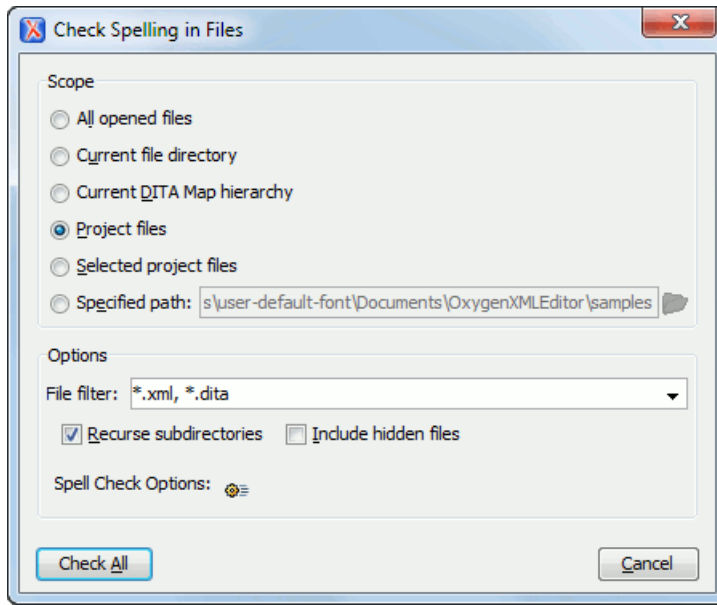 Check Spelling in Files
Scope
All opened files
Current file directory
Current DITA Map hierarchy
Project files
Selected project files
Specified path: s\user-default-font\Documents\OxygenXMLEditor\samples
Options
File filter: *.xml, *.dita
Recurse subdirectories Include hidden files
Spell Check Options:
Check All Cancel